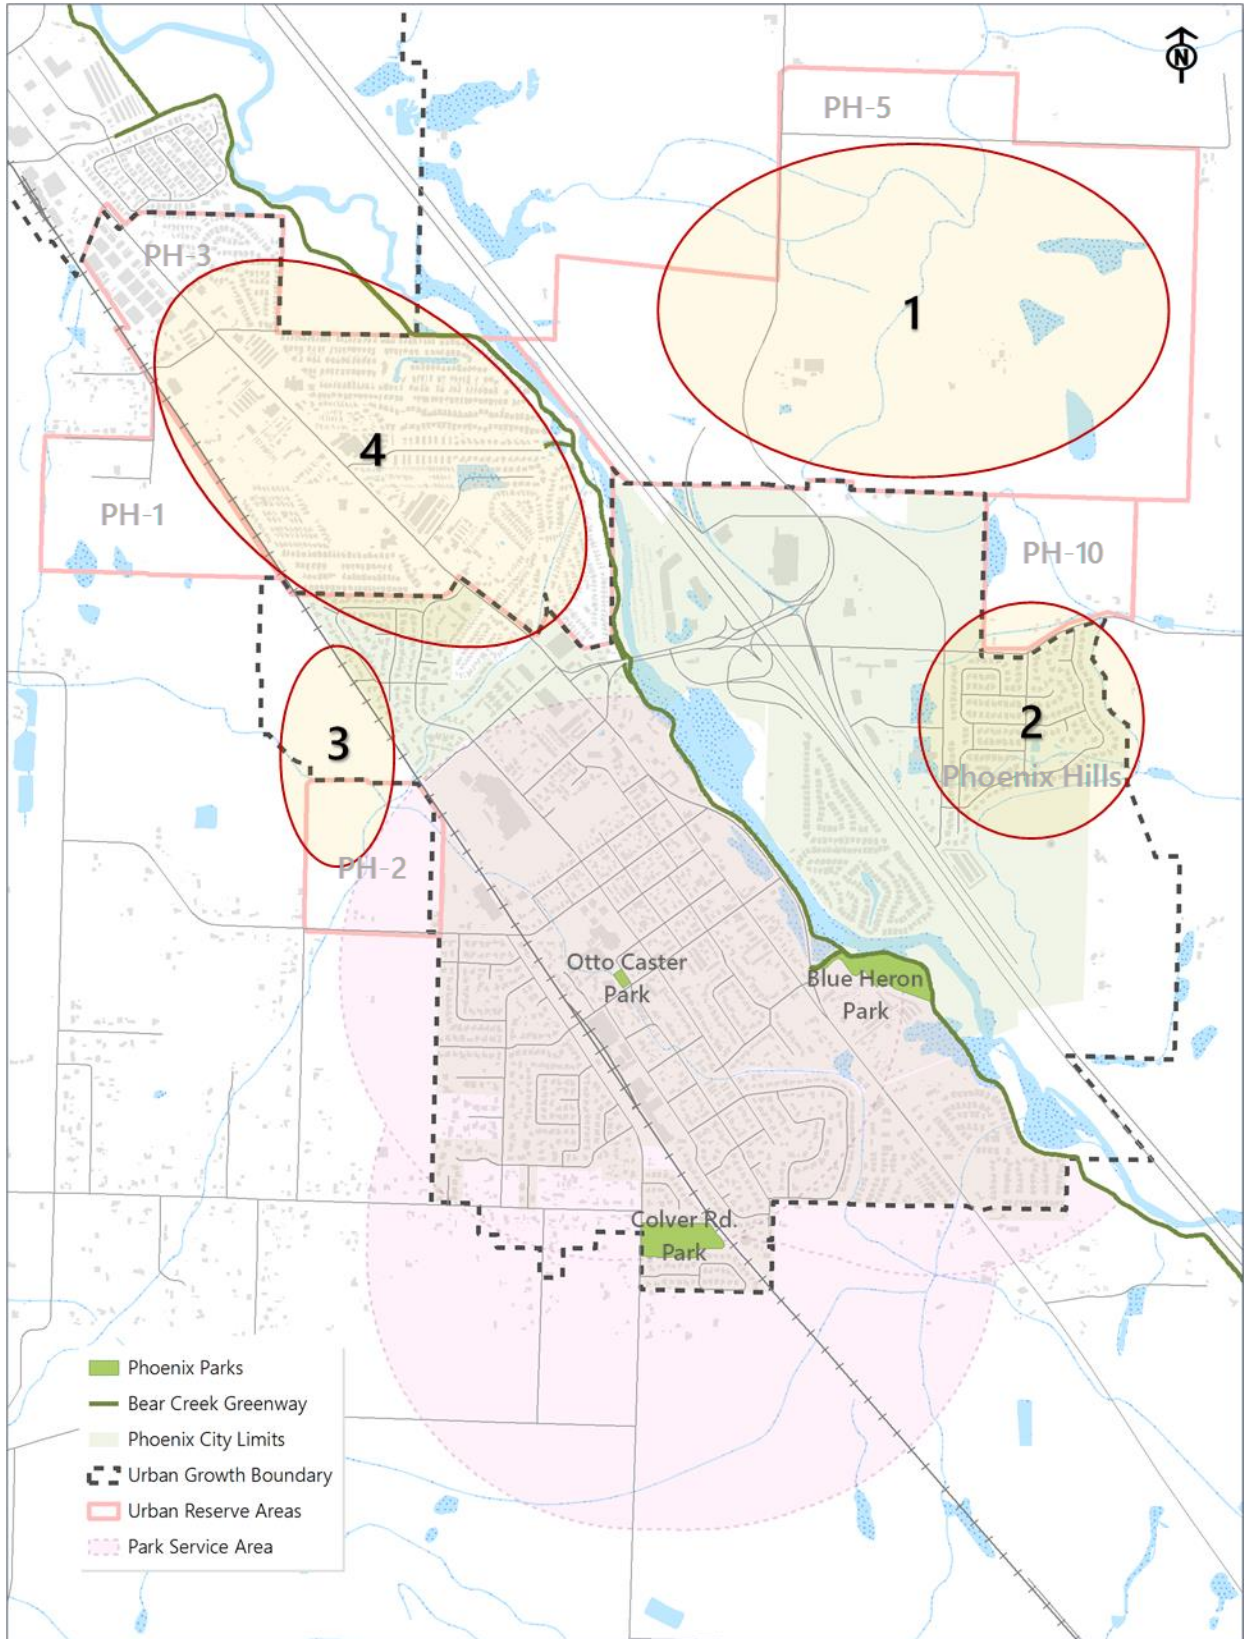 N
PH-5
1
PH-3
4
PH-1
PH-10
2
Phoenix Hills
3
PH-2
Otto Caster
Park
Blue Heron
Park
Colver Rd.
Park
Phoenix Parks
Bear Creek Greenway
Phoenix City Limits
Urban Growth Boundary
Urban Reserve Areas
Park Service Area